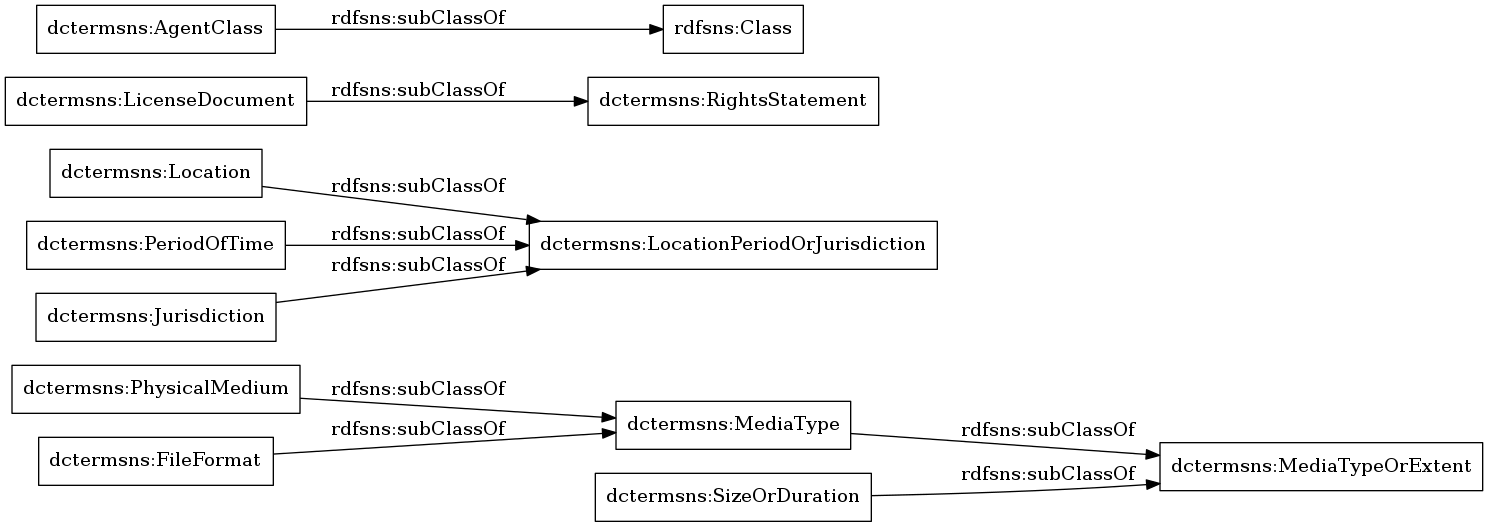 dctermsns:AgentClass
rdfsns:subClassOf
rdfsns:Class
dctermsns:LicenseDocument
rdfsns:subClassOf
dctermsns:RightsStatement
dctermsns:Location
rdfsns:subClassOf
dctermsns:PeriodOfTime
rdfsns:subClassOf
dctermsns:LocationPeriodOrJurisdiction
rdfsns:subClassOf
dctermsns:Jurisdiction
dctermsns:PhysicalMedium
rdfsns:subClassOf
dctermsns:MediaType
rdfsns:subClassOf
dctermsns:FileFormat
rdfsns:subClassOf
dctermsns:MediaTypeOrExtent
dctermsns:SizeOrDuration
rdfsns:subClassOf